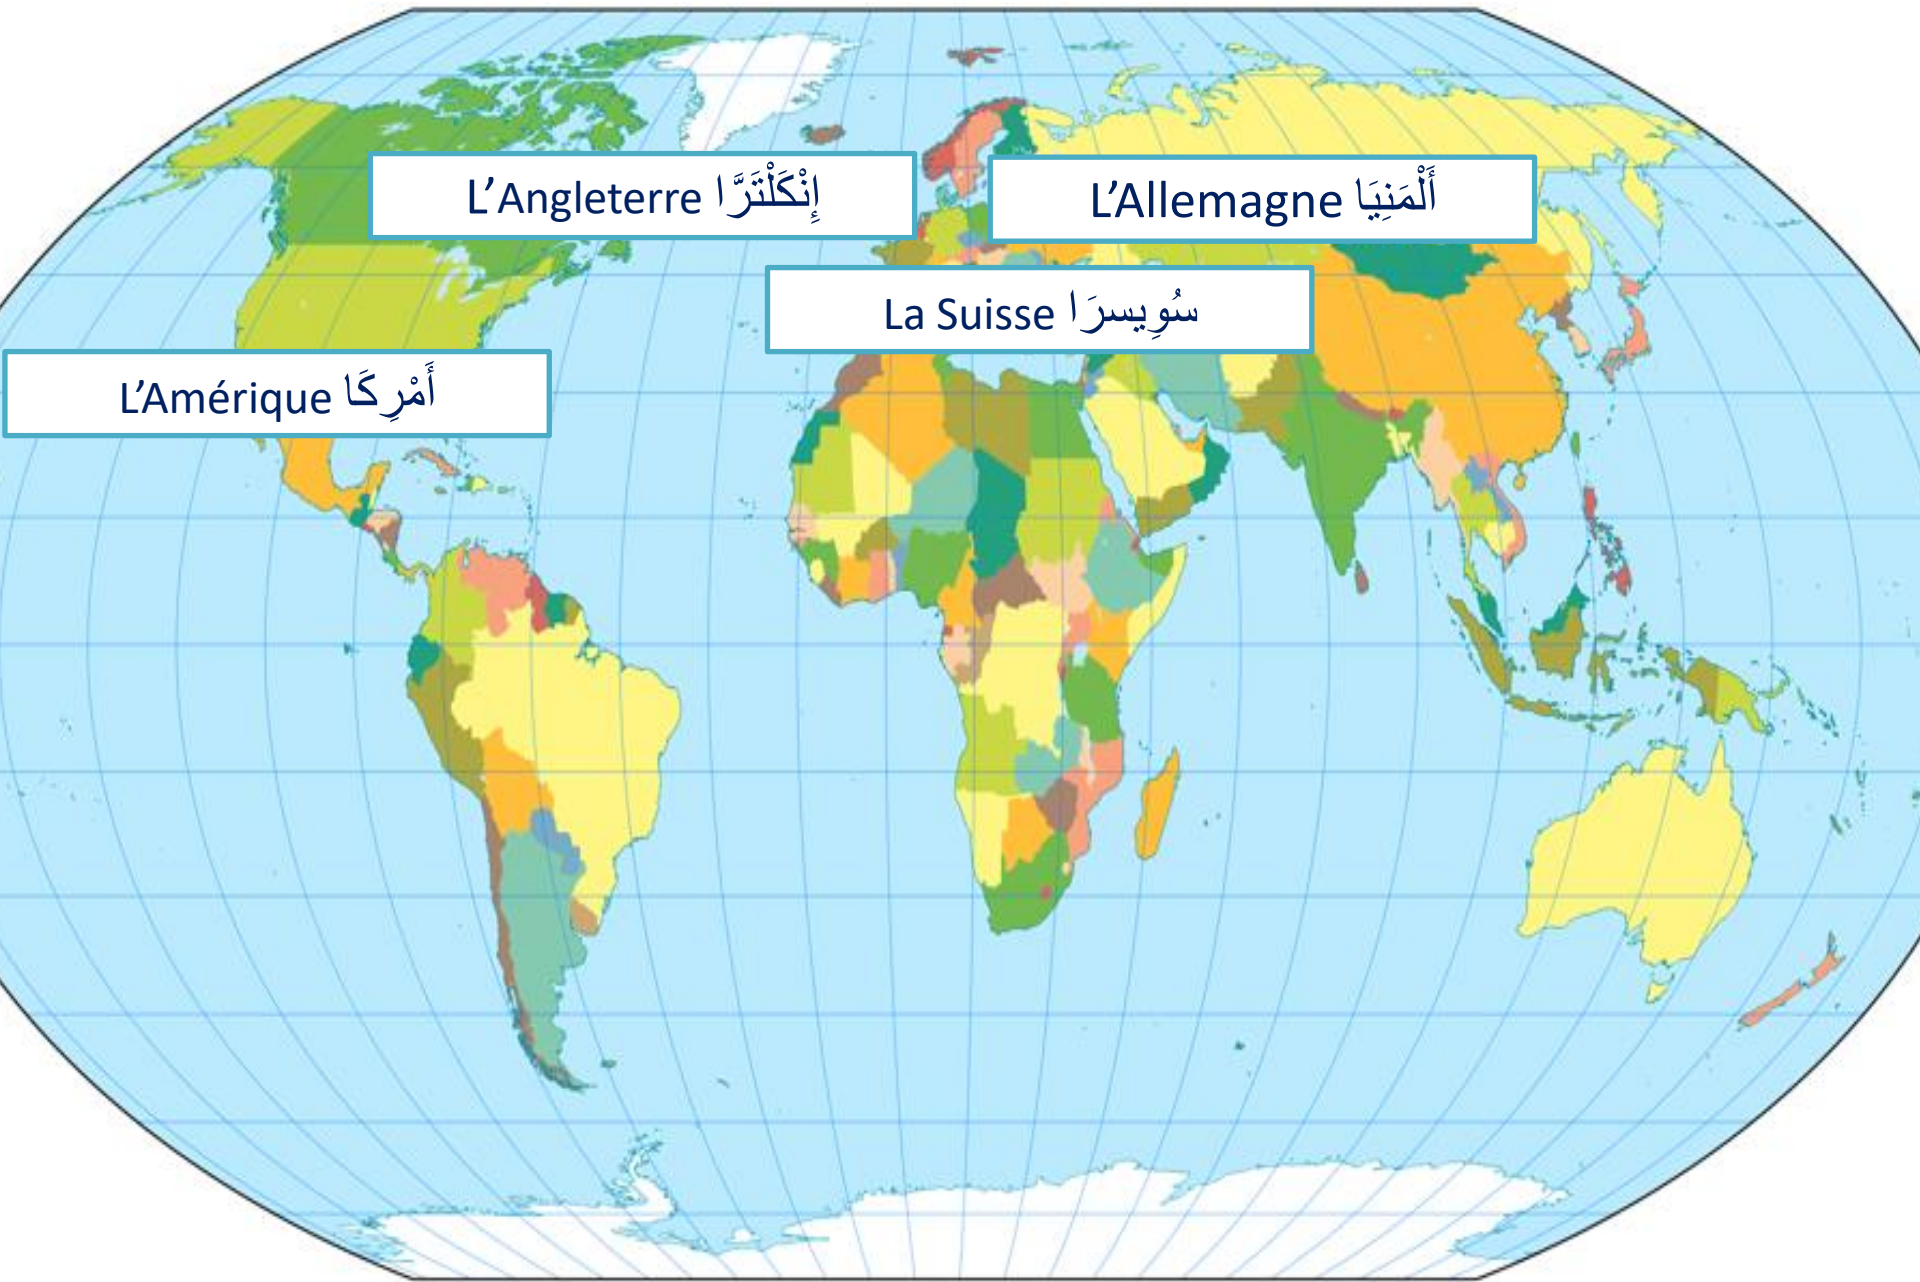 L'Angleterre إِنْكَلْتَرَّا
L'Allemagne أَلْمَنِيَا
La Suisse سُوِيسرَا
L'Amérique أَمْرِكَا